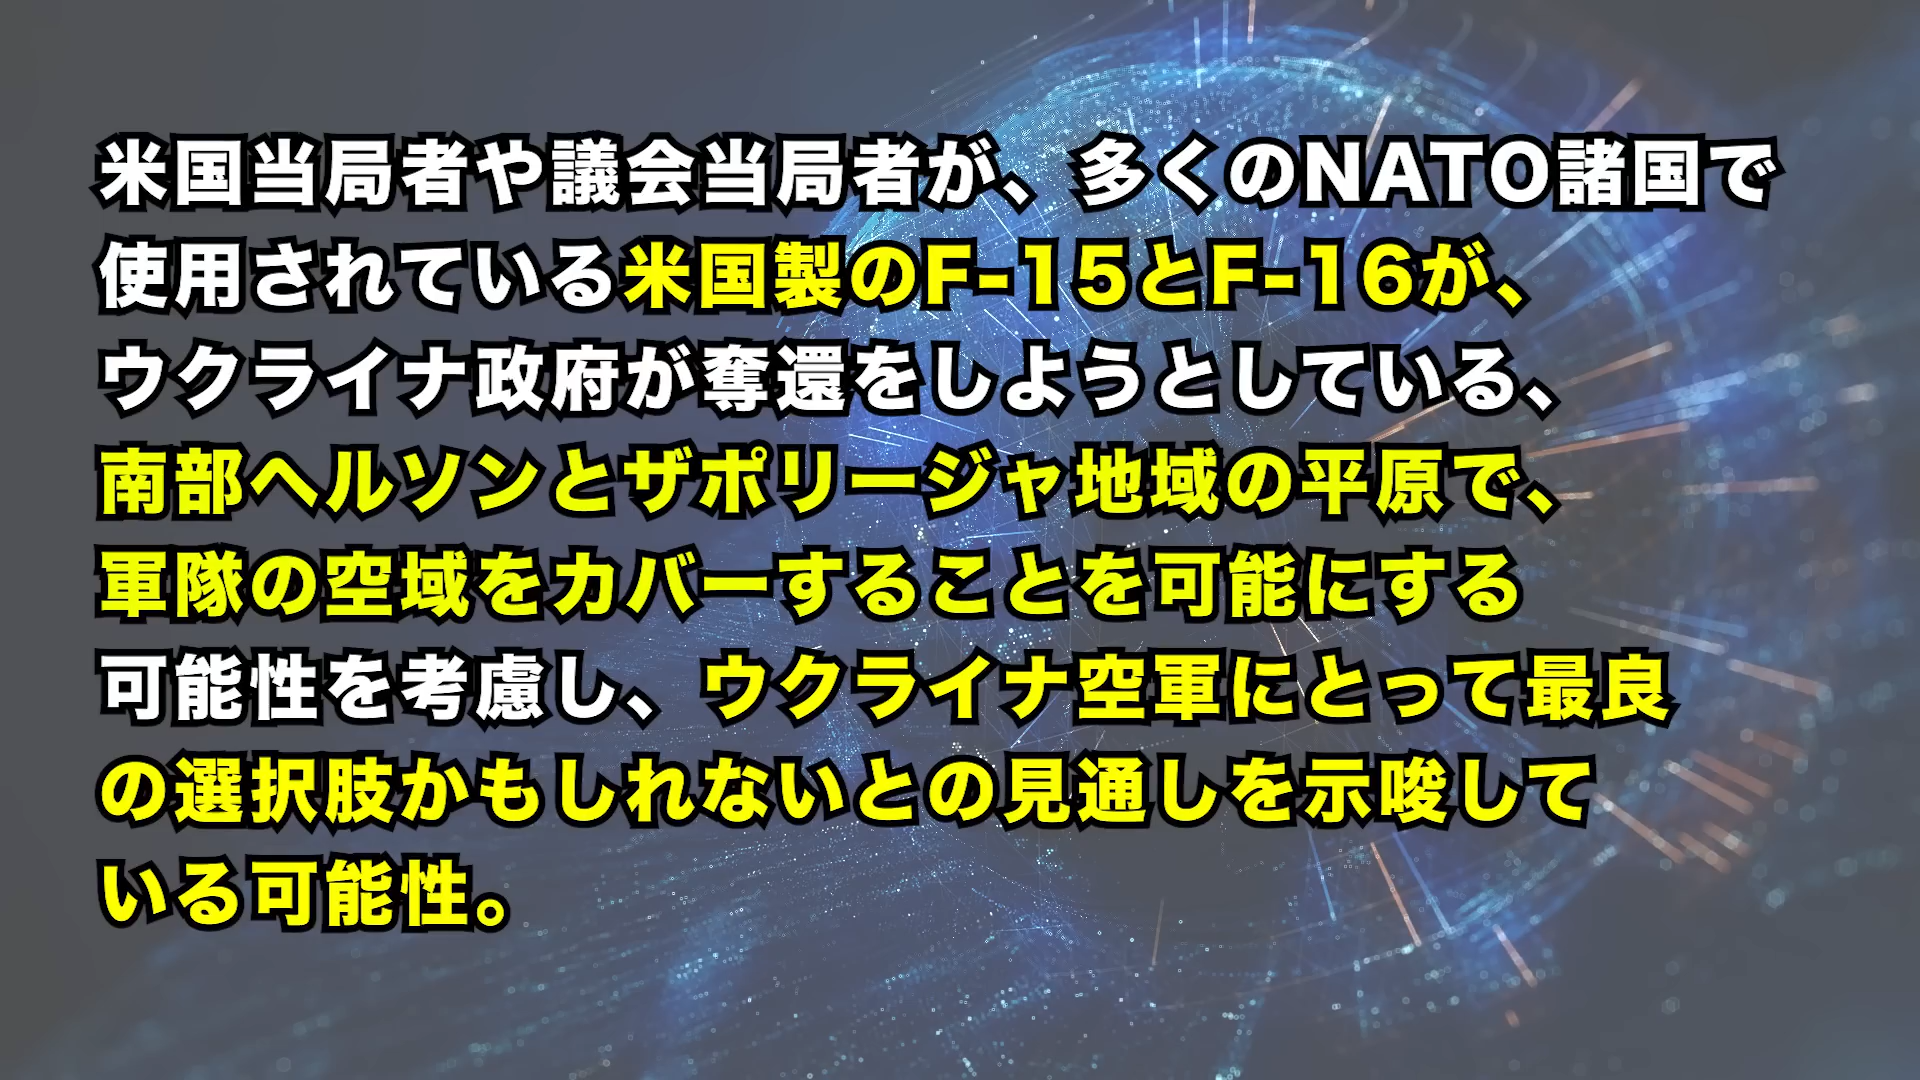 米国当局者や議会当局者が、多くのNATO諸国で
使用されている米国製のF-15とF-16が、
ウクライナ政府が奪還をしようとしている、
南部ヘルソンとザポリージャ地域の平原で、
軍隊の空域をカバーすることを可能にする
可能性を考慮し、ウクライナ空軍にとって最良
の選択肢かもしれないとの見通しを示唆して
いる可能性。